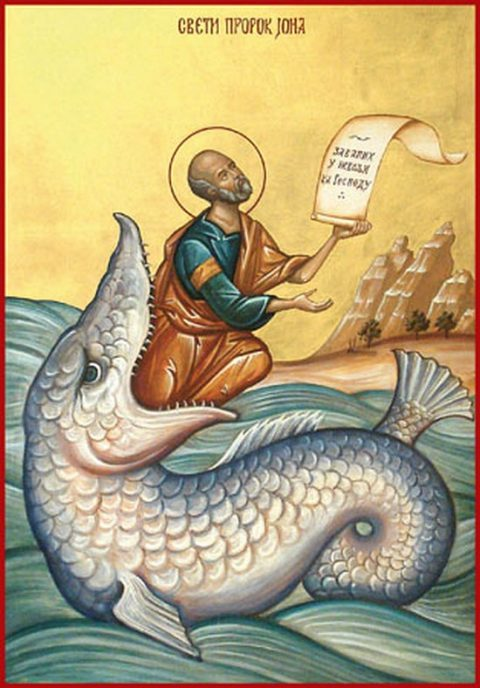 СВЕТИ ПРОРОК ЈОНА
ЗАВАПИХ
У НЕВОЉИ
КА ГОСПОДУ